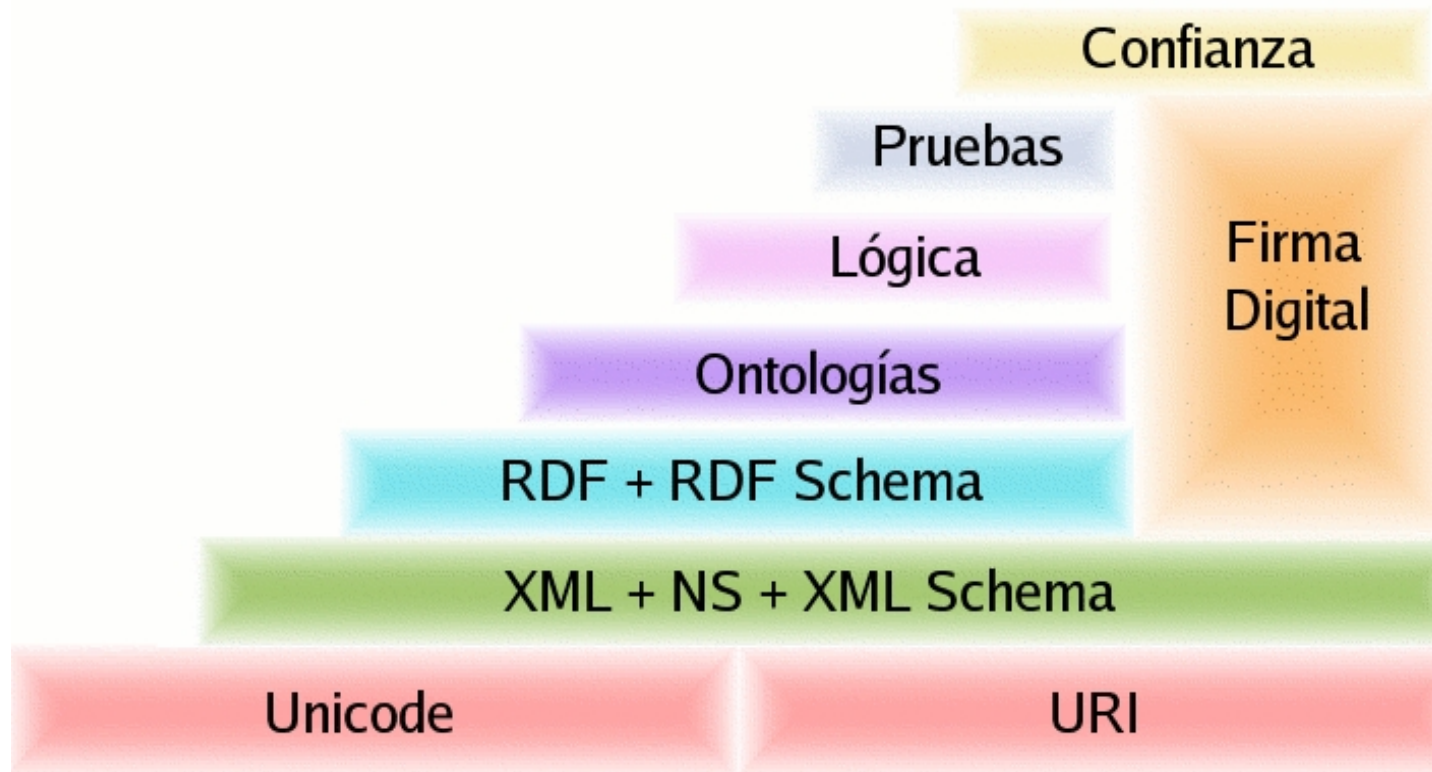 Confianza
Pruebas
Lógica
Firma
Digital
Ontologías
RDF + RDF Schema
XML + NS + XML Schema
Unicode
URI